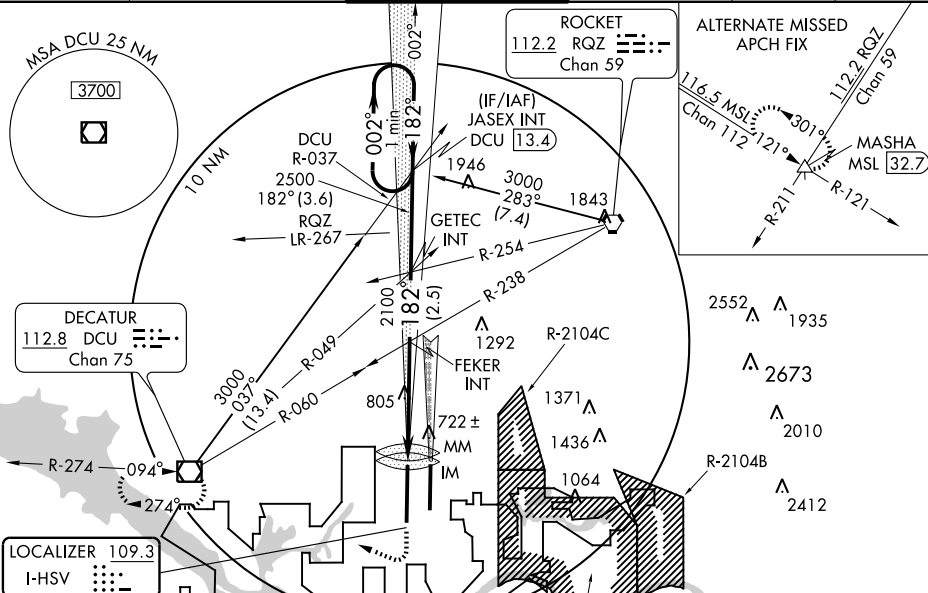 MSA DCU 25 NM
3700
ROCKET
112.2 RQZ
Chan 59
ALTERNATE MISSED
APCH FIX
112.2 RQZ
Chan 59
116.5 MSL
Chan 112
121°
301°
MASHA
MSL 32.7
R-121
R-211
002°
002°
1 min
182°
(IF/IAF)
JASEX INT
DCU 13.4
10 NM
DCU
R-037
2500
182° (3.6)
RQZ
LR-267
1946
3000
283°
(7.4)
1843
GETEC
INT
R-254
R-238
2100
182°
(2.5)
DECATUR
112.8 DCU
Chan 75
R-049
R-060
3000
037°
(13.4)
1292
FEKER
INT
R-2104C
2552
1935
2673
2010
2412
805
722 ±
MM
IM
1371
1436
1064
R-2104B
R-274
094°
274°
LOCALIZER 109.3
I-HSV